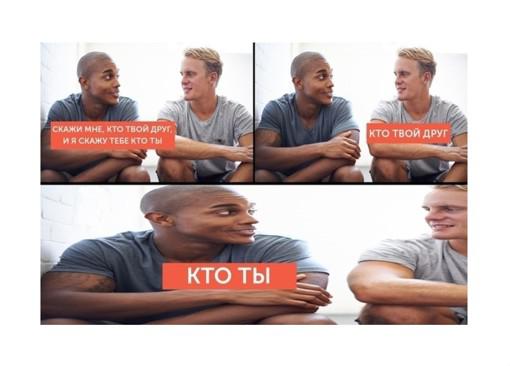 СКАЖИ МНЕ, КТО ТВОЙ ДРУГ,
И Я СКАЖУ ТЕБЕ КТО ТЫ
КТО ТВОЙ ДРУГ
КТО ТЫ